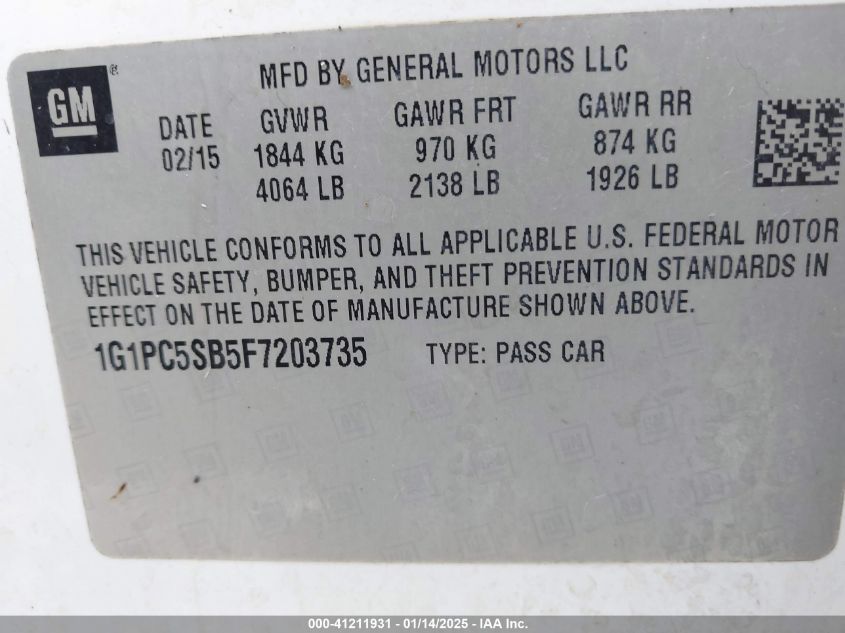 GM®
MFD BY GENERAL MOTORS LLC
DATE GVWR GAWR FRT GAWR RR
02/15 1844 KG 970 KG 874 KG
4064 LB 2138 LB 1926 LB
THIS VEHICLE CONFORMS TO ALL APPLICABLE U.S. FEDERAL MOTOR
VEHICLE SAFETY, BUMPER, AND THEFT PREVENTION STANDARDS IN
EFFECT ON THE DATE OF MANUFACTURE SHOWN ABOVE.
1G1PC5SB5F7203735 TYPE: PASS CAR
000-41211931 - 01/14/2025 - IAA Inc.